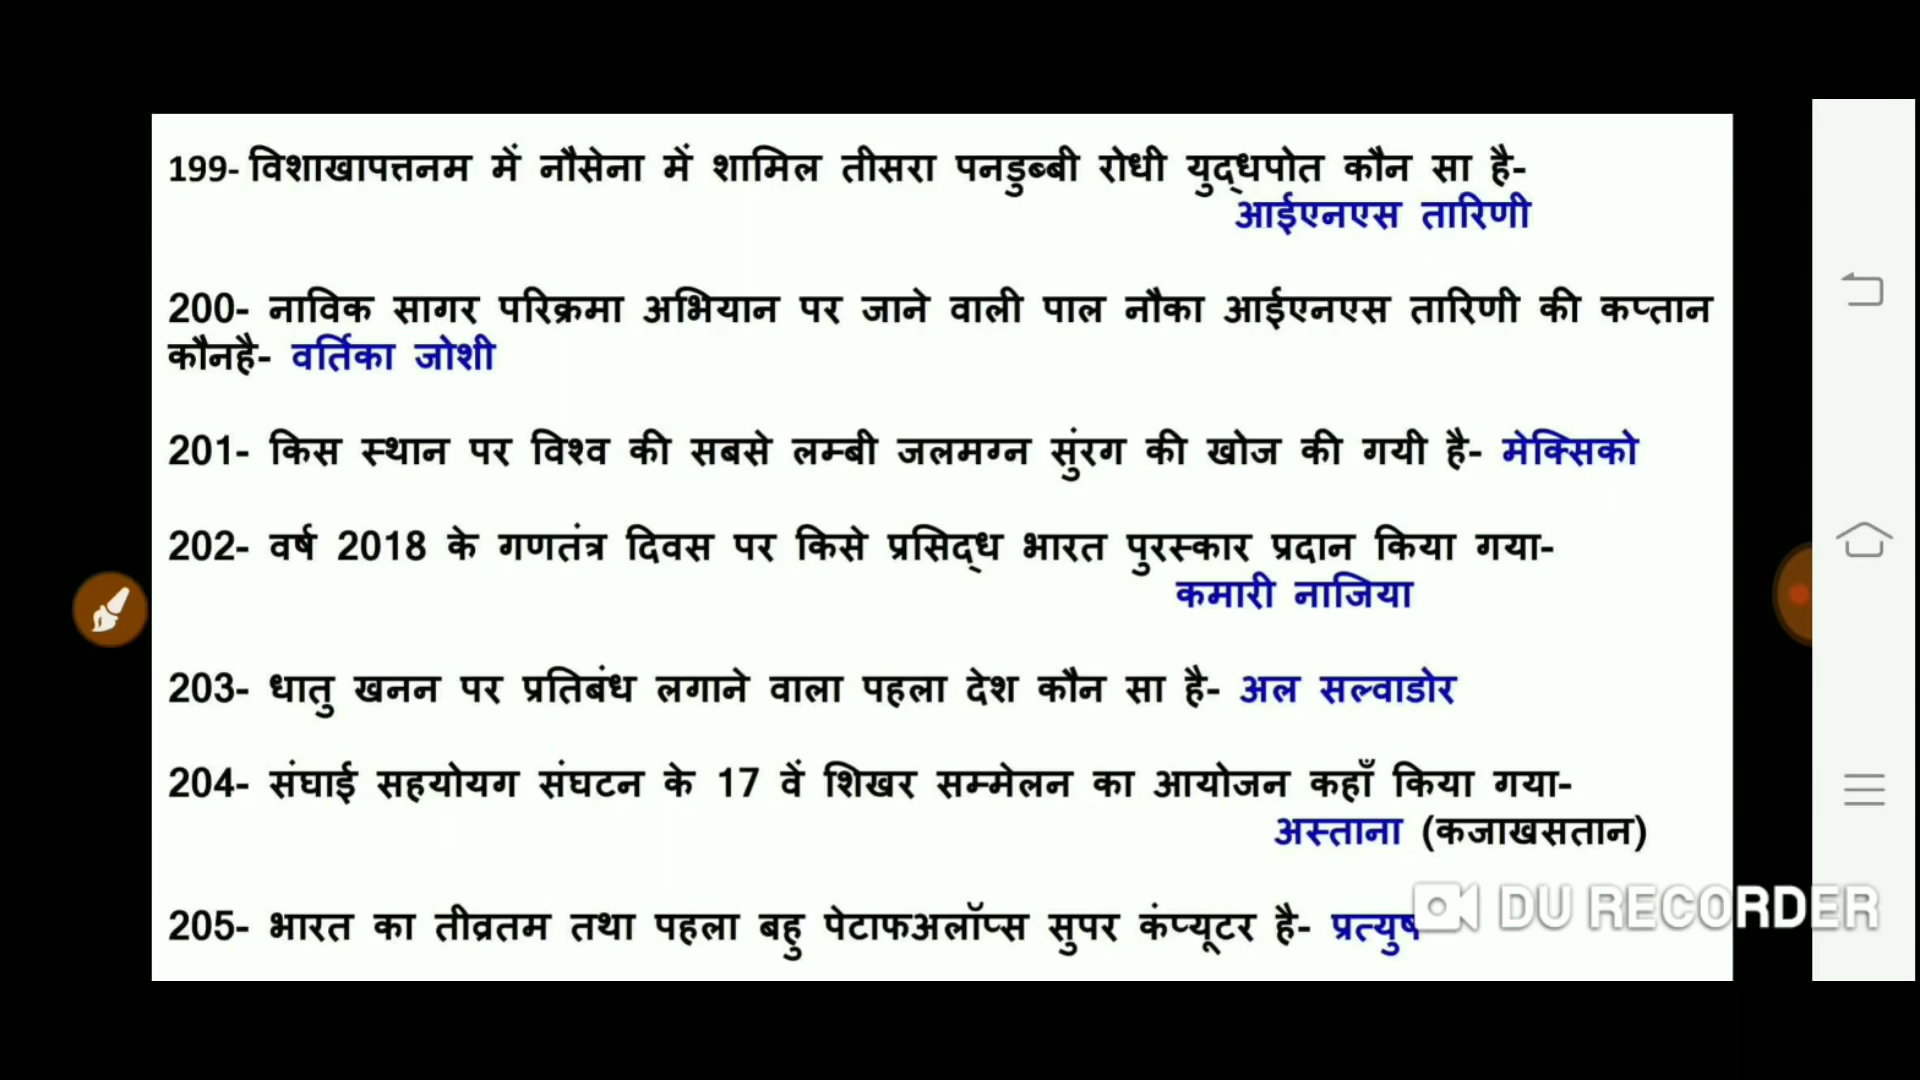 199- विशाखापत्तनम में नौसेना में शामिल तीसरा पनडुब्बी रोधी युद्धपोत कौन सा है-
आईएनएस तारिणी
200- नाविक सागर परिक्रमा अभियान पर जाने वाली पाल नौका आईएनएस तारिणी की कप्तान
कौनहै- वर्तिका जोशी
201- किस स्थान पर विश्व की सबसे लम्बी जलमग्न सुंरग की खोज की गयी है- मेक्सिको
202- वर्ष 2018 के गणतंत्र दिवस पर किसे प्रसिद्ध भारत पुरस्कार प्रदान किया गया-
कमारी नाजिया
203- धातु खनन पर प्रतिबंध लगाने वाला पहला देश कौन सा है- अल सल्वाडोर
204- संघाई सहयोयग संघटन के 17 वें शिखर सम्मेलन का आयोजन कहाँ किया गया-
अस्ताना (कजाखसतान)
205- भारत का तीव्रतम तथा पहला बहु पेटाफअलॉप्स सुपर कंप्यूटर है- प्रत्युष
DU RECORDER